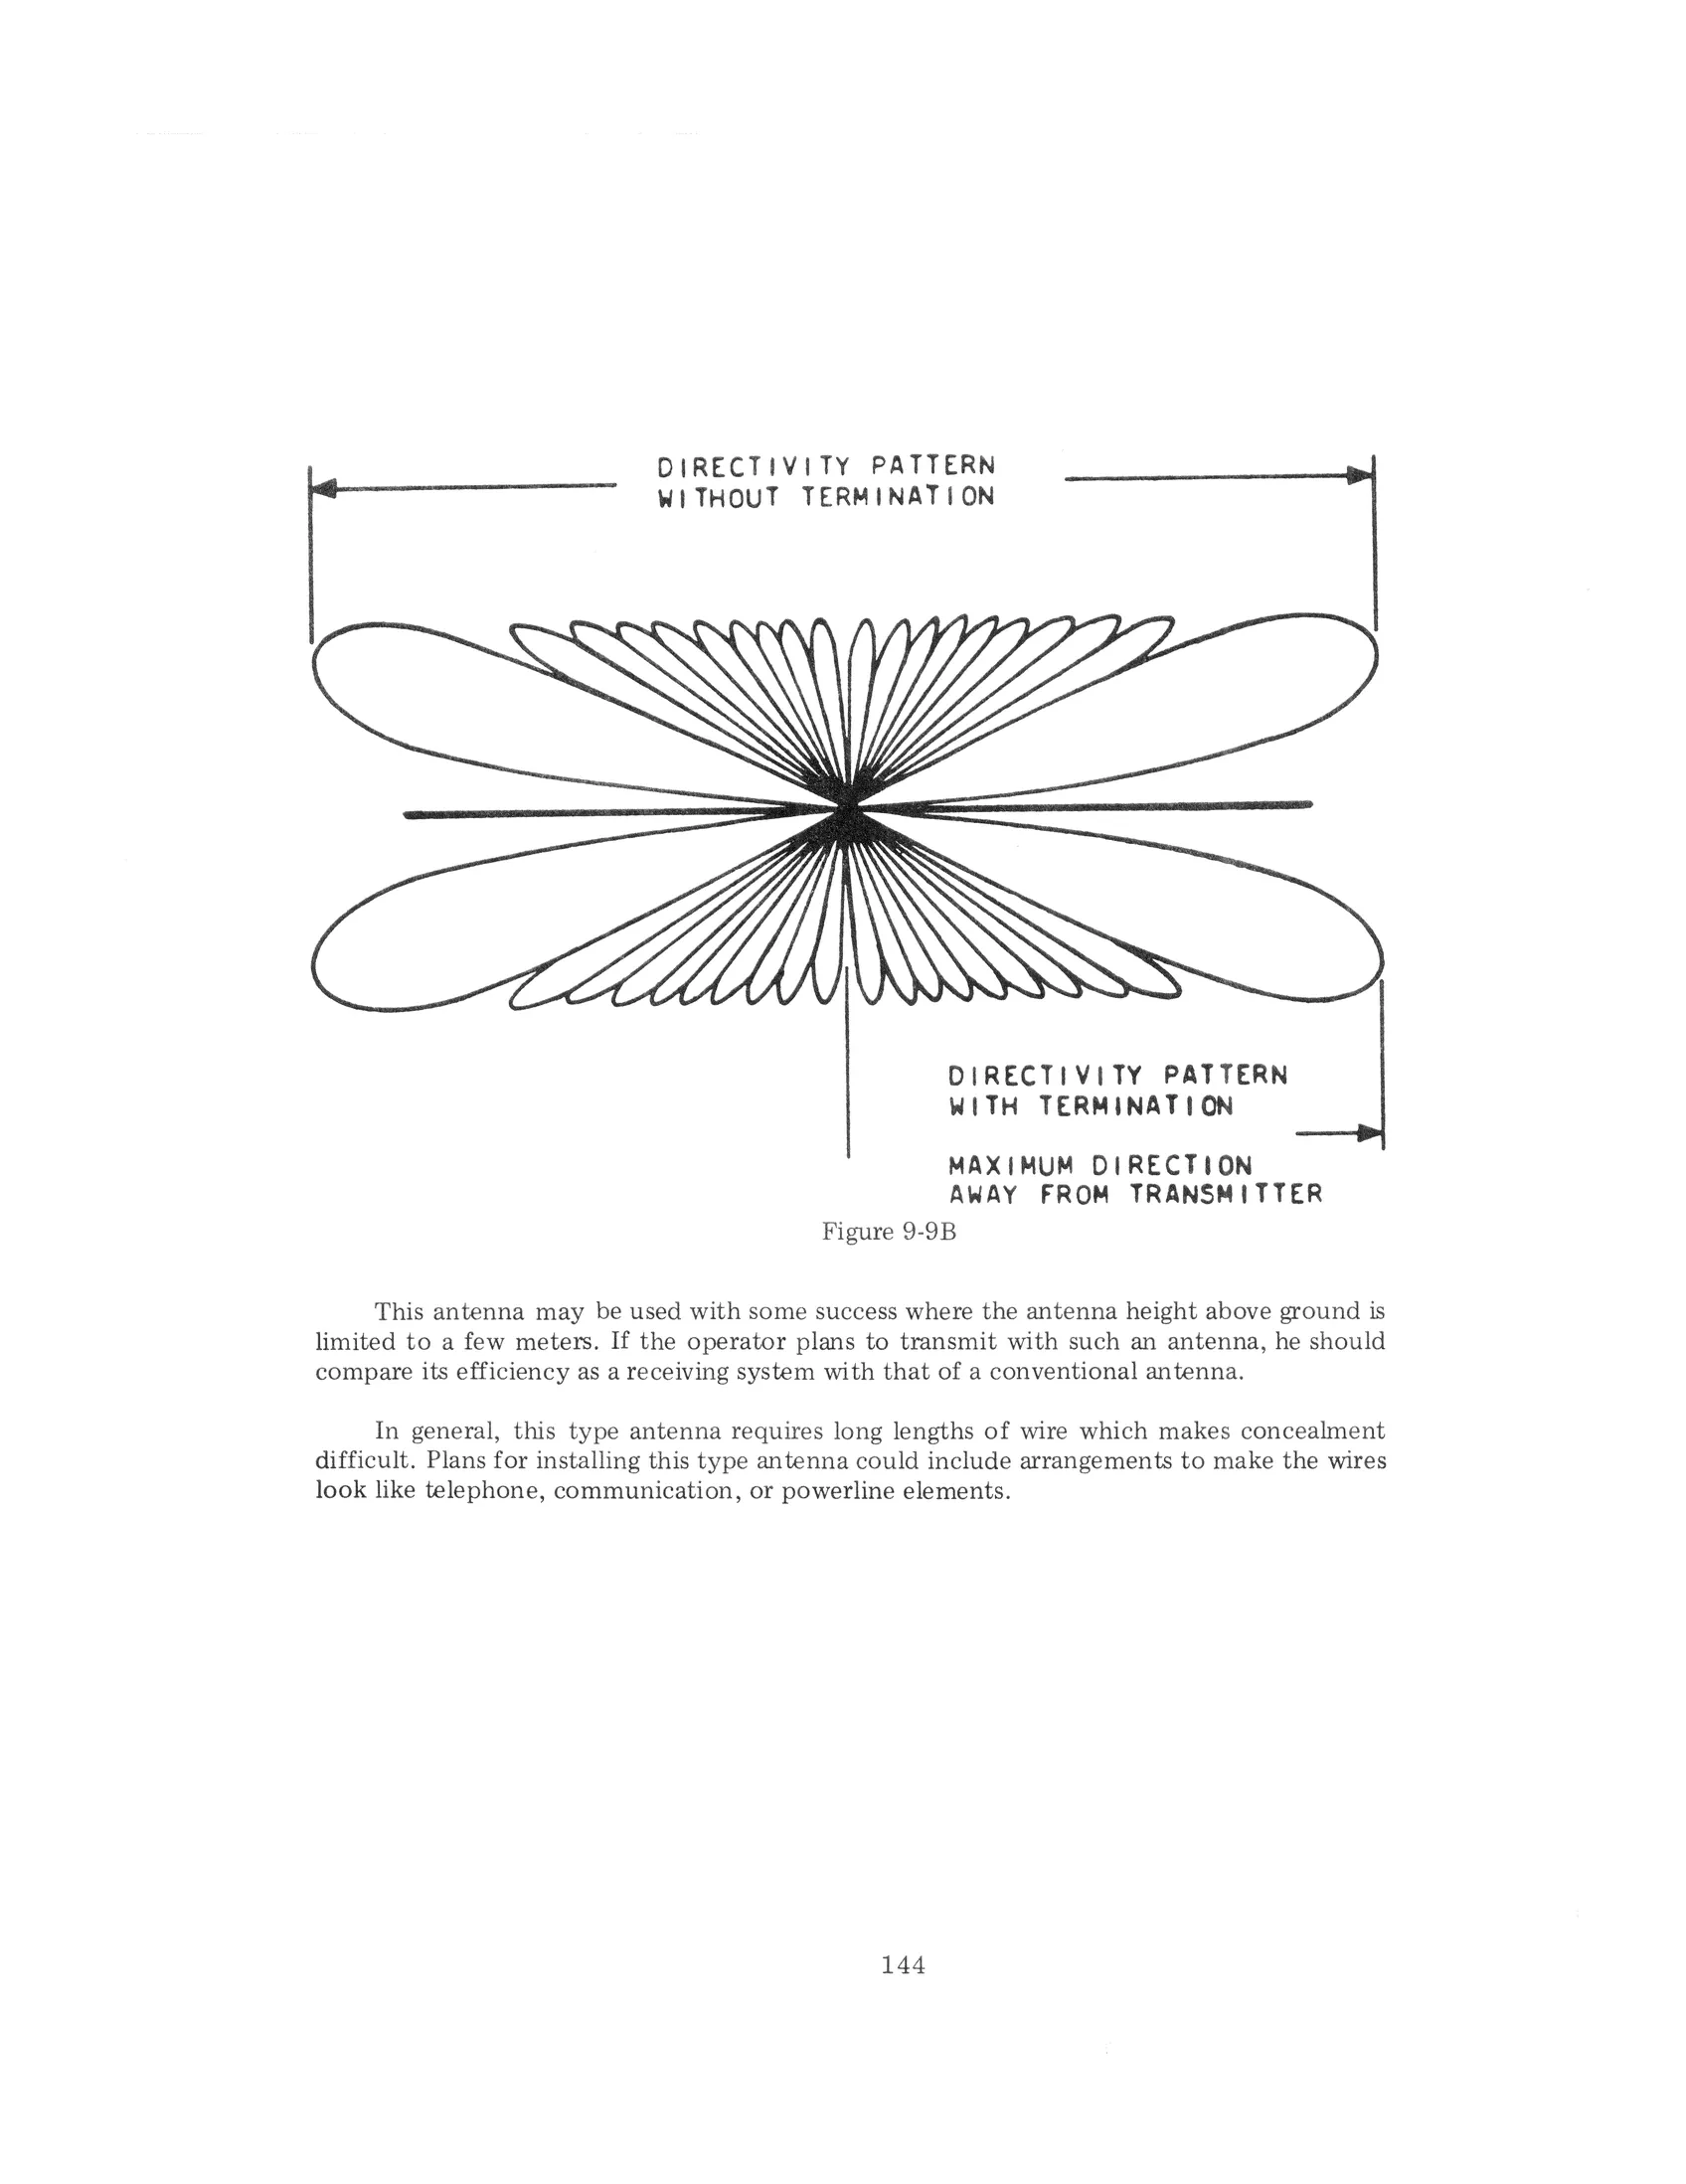 DIRECTIVITY PATTERN
WITHOUT TERMINATION
DIRECTIVITY PATTERN
WITH TERMINATION
MAXIMUM DIRECTION
AWAY FROM TRANSMITTER
Figure 9-9B
This antenna may be used with some success where the antenna height above ground is
limited to a few meters. If the operator plans to transmit with such an antenna, he should
compare its efficiency as a receiving system with that of a conventional antenna.
In general, this type antenna requires long lengths of wire which makes concealment
difficult. Plans for installing this type antenna could include arrangements to make the wires
look like telephone, communication, or powerline elements.
144